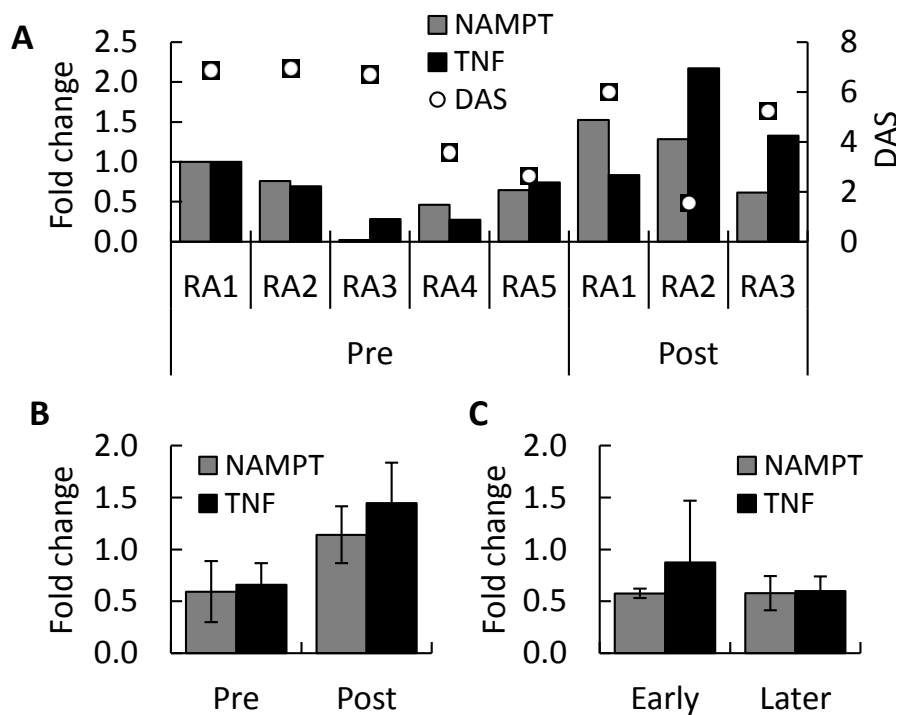 A
NAMPT
TNF
DAS
Fold change
2.5
2.0
1.5
1.0
0.5
0.0
8
6
4
2
0
DAS
RA1 RA2 RA3 RA4 RA5 RA1 RA2 RA3
Pre Post
B
NAMPT
TNF
Fold change
2.0
1.5
1.0
0.5
0.0
Pre Post
C
NAMPT
TNF
Fold change
2.0
1.5
1.0
0.5
0.0
Early Later